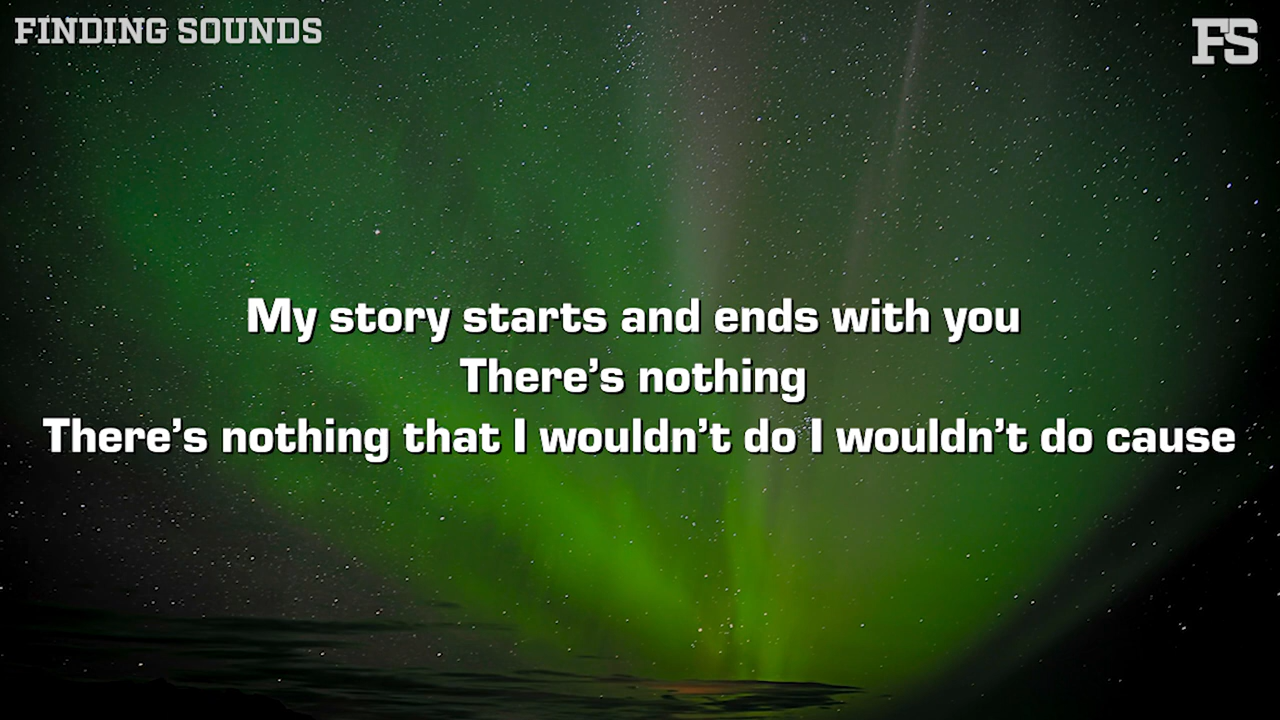 FINDING SOUNDS
FS
My story starts and ends with you
There’s nothing
There’s nothing that I wouldn’t do I wouldn’t do cause